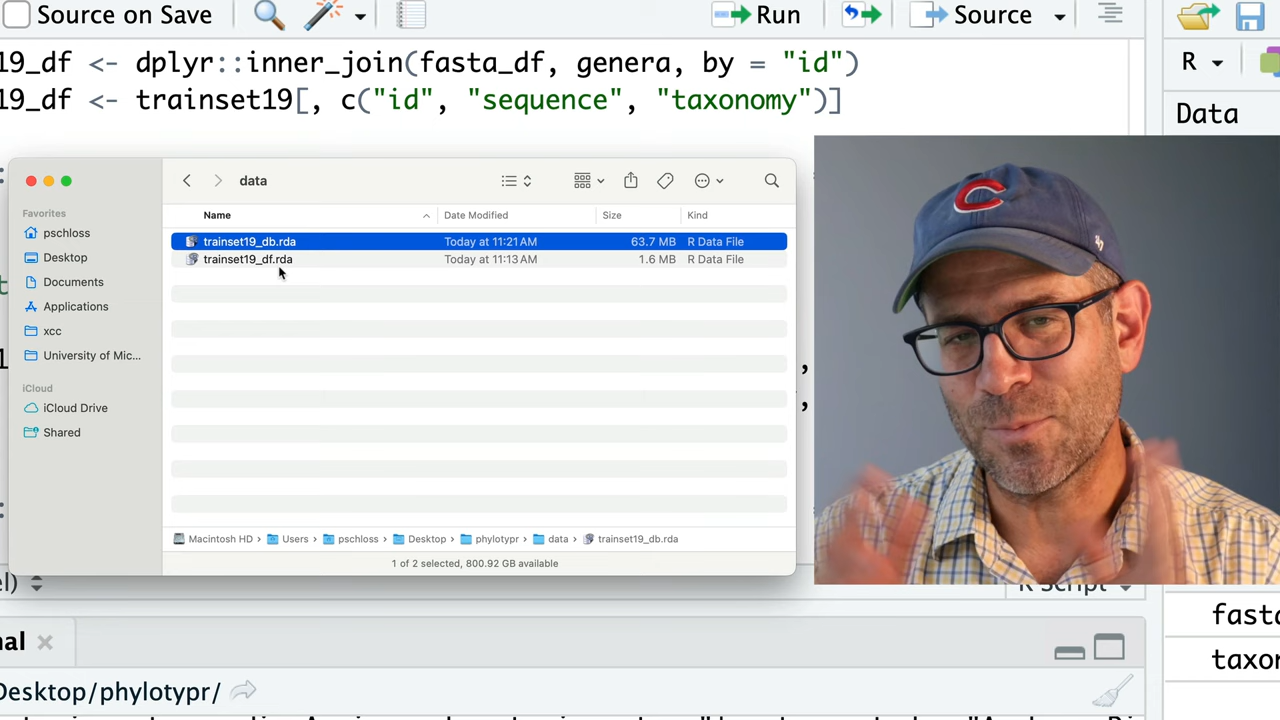 Source on Save
Run
Source
19_df <- dplyr::inner_join(fasta_df, genera, by = "id")
19_df <- trainset19[, c("id", "sequence", "taxonomy")]
R
Data
data
Name
Date Modified
Size
Kind
trainset19_db.rda
Today at 11:21 AM
63.7 MB
R Data File
trainset19_df.rda
Today at 11:13 AM
1.6 MB
R Data File
Favorites
pschloss
Desktop
Documents
Applications
xcc
University of Mic...
iCloud
iCloud Drive
Shared
Macintosh HD › Users › pschloss › Desktop › phylotypr › data › trainset19_db.rda
1 of 2 selected, 800.92 GB available
C
R Script
nal
fasta
taxon
Desktop/phylotypr/